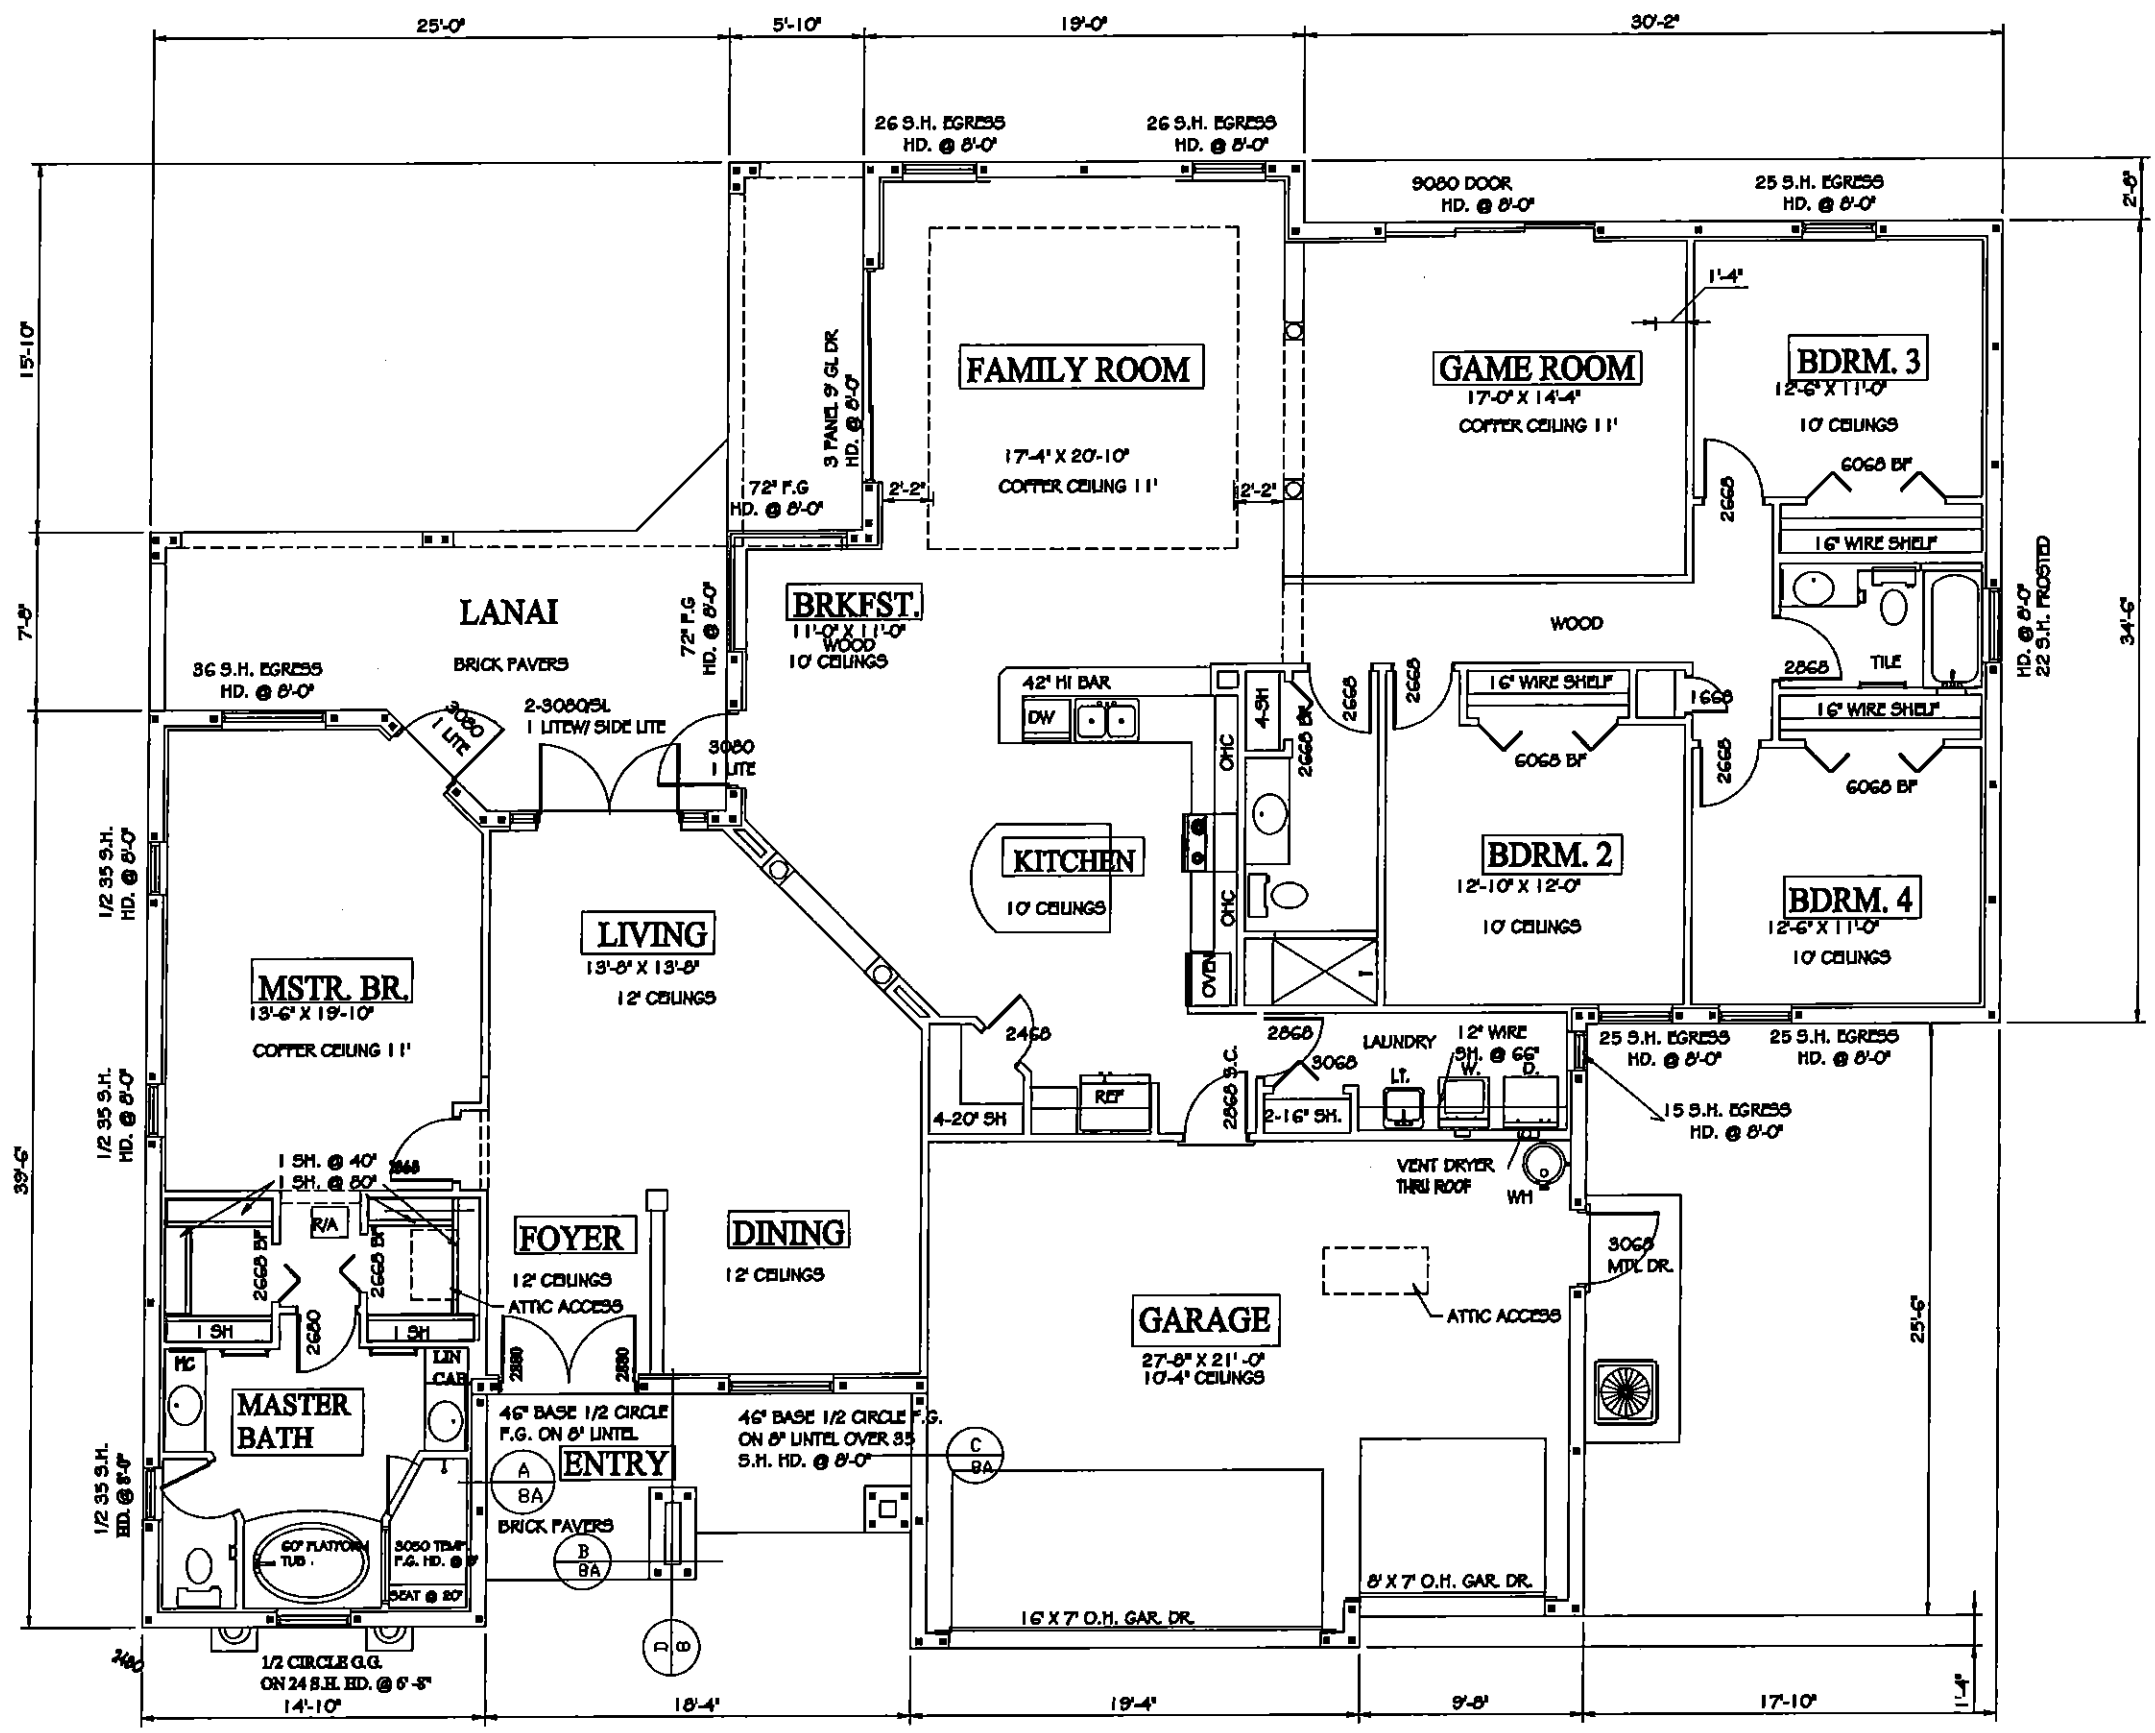 25'-0"
5'-10"
19'-0"
30'-2"
26 S.H. EGRESS
HD. @ 8'-0"
26 S.H. EGRESS
HD. @ 8'-0"
9080 DOOR
HD. @ 8'-0"
25 S.H. EGRESS
HD. @ 8'-0"
2'-8"
15'-10"
1'-4"
3 PANEL 9' GL DR.
HD. @ 8'-0"
FAMILY ROOM
17'-4" X 20'-10"
COFFER CEILING 11'
2'-2"
2'-2"
GAME ROOM
17'-0" X 14'-4"
COFFER CEILING 11'
BDRM. 3
12'-6" X 11'-0"
10' CEILINGS
6068 BF
2668
16" WIRE SHELF
72" F.G
HD. @ 8'-0"
7'-8"
LANAI
BRICK PAVERS
72" F.G
HD. @ 8'-0"
BRKFST.
11'-0" X 11'-0"
WOOD
10' CEILINGS
WOOD
TILE
2868
HD. @ 8'-0"
22 S.H. FROSTED
34'-6"
36 S.H. EGRESS
HD. @ 8'-0"
3080
1 LITE
2-3080/SL
1 LITEW/ SIDE LITE
3080
1 LITE
42" HI BAR
DW
OHC
4-SH
2668 BF
2668
2668
16" WIRE SHELF
6068 BF
1668
16" WIRE SHELF
2668
6068 BF
1/2 35 S.H.
HD. @ 8'-0"
KITCHEN
10' CEILINGS
OHC
OVEN
BDRM. 2
12'-10" X 12'-0"
10' CEILINGS
BDRM. 4
12'-6" X 11'-0"
10' CEILINGS
LIVING
13'-8" X 13'-8"
12' CEILINGS
MSTR. BR.
13'-6" X 19'-10"
COFFER CEILING 11'
39'-6"
1/2 35 S.H.
HD. @ 8'-0"
2468
REF
4-20" SH
2868 S.C.
2868
3068
2-16" SH.
LAUNDRY
12" WIRE
SH. @ 66"
L.T.
W.
D.
25 S.H. EGRESS
HD. @ 8'-0"
25 S.H. EGRESS
HD. @ 8'-0"
15 S.H. EGRESS
HD. @ 8'-0"
VENT DRYER
THRU ROOF
WH
1 SH. @ 40"
1 SH. @ 80"
2868
R/A
2668 BF
2668 BF
1 SH
2680
1 SH
FOYER
12' CEILINGS
ATTIC ACCESS
DINING
12' CEILINGS
3068
MTL DR.
ATTIC ACCESS
GARAGE
27'-8" X 21'-0"
10'-4" CEILINGS
25'-6"
LIN
CAB
2880
2880
MASTER
BATH
46" BASE 1/2 CIRCLE
F.G. ON 8" LINTEL
46" BASE 1/2 CIRCLE F.G.
ON 8" LINTEL OVER 35
S.H. HD. @ 8'-0"
ENTRY
A
8A
C
8A
BRICK PAVERS
B
8A
D
8
1/2 35 S.H.
HD. @ 8'-0"
60" PLATFORM
TUB
3050 TEMP
F.G. HD. @ 8'
SEAT @ 20"
16' X 7' O.H. GAR. DR.
8' X 7' O.H. GAR. DR.
1/2 CIRCLE G.G.
ON 24 S.H. HD. @ 6'-8"
14'-10"
18'-4"
19'-4"
9'-8"
17'-10"
1'-4"